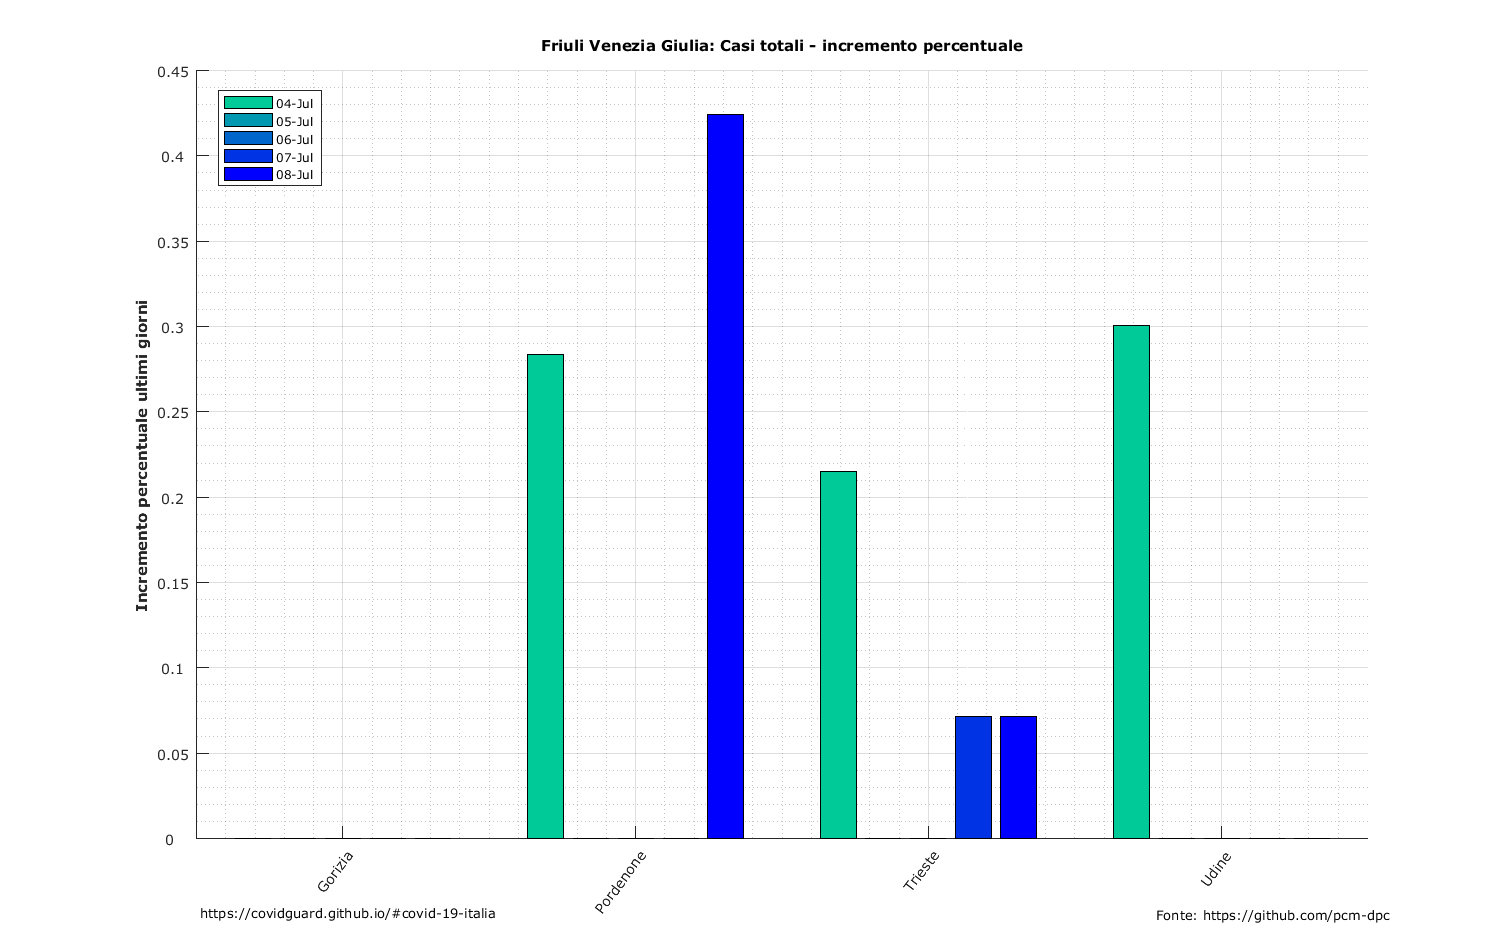 Friuli Venezia Giulia: Casi totali - incremento percentuale
0.45
0.4
0.35
0.3
0.25
0.2
0.15
0.1
0.05
0
Incremento percentuale ultimi giorni
04-Jul
05-Jul
06-Jul
07-Jul
08-Jul
Gorizia
Pordenone
Trieste
Udine
https://covidguard.github.io/#covid-19-italia
Fonte: https://github.com/pcm-dpc